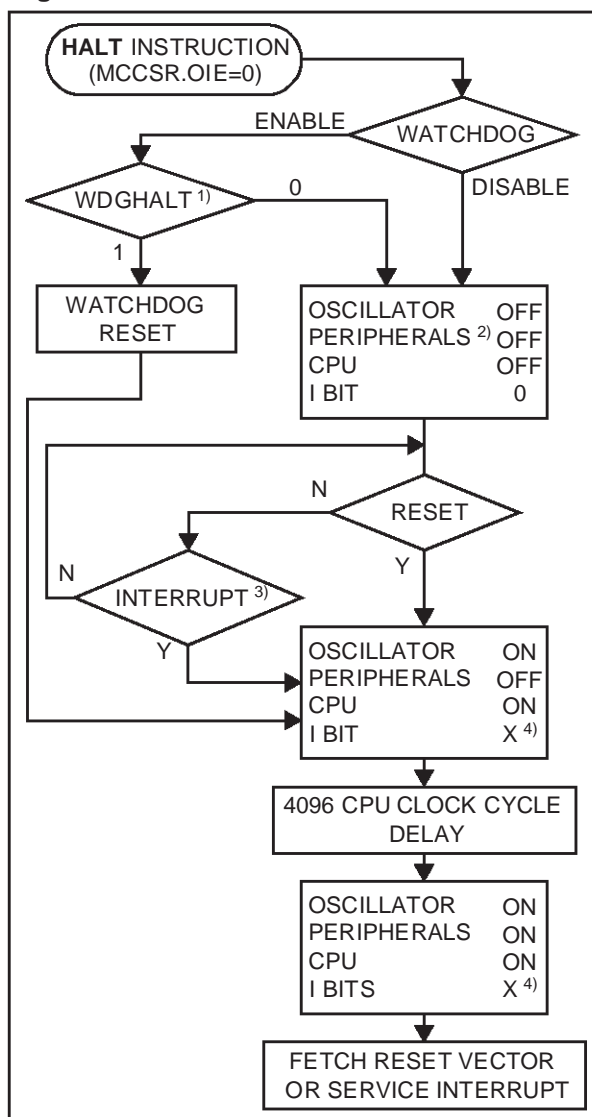 HALT INSTRUCTION
(MCCSR.OIE=0)
ENABLE
WATCHDOG
WDGHALT 1)
0
DISABLE
1
WATCHDOG
RESET
OSCILLATOR OFF
PERIPHERALS 2) OFF
CPU OFF
I BIT 0
N
RESET
N
Y
INTERRUPT 3)
Y
OSCILLATOR ON
PERIPHERALS OFF
CPU ON
I BIT X 4)
4096 CPU CLOCK CYCLE
DELAY
OSCILLATOR ON
PERIPHERALS ON
CPU ON
I BITS X 4)
FETCH RESET VECTOR
OR SERVICE INTERRUPT